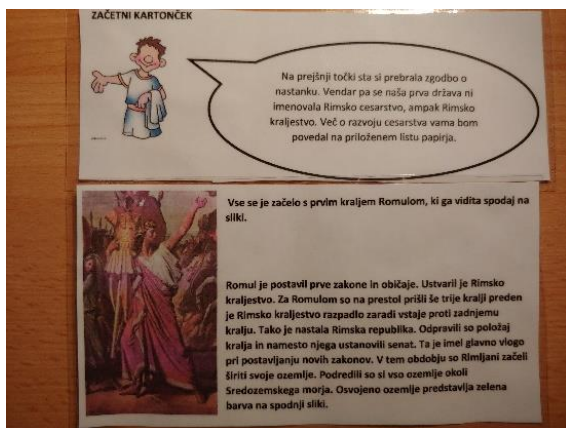 ZAČETNI KARTONČEK
Na prejšnji točki sta si prebrala zgodbo o
nastanku. Vendar pa se naša prva država ni
imenovala Rimsko cesarstvo, ampak Rimsko
kraljestvo. Več o razvoju cesarstva vama bom
povedal na priloženem listu papirja.
Vse se je začelo s prvim kraljem Romulom, ki ga vidita spodaj na
sliki.
Romul je postavil prve zakone in običaje. Ustvaril je Rimsko
kraljestvo. Za Romulom so na prestol prišli še trije kralji preden
je Rimsko kraljestvo razpadlo zaradi vstaje proti zadnjemu
kralju. Tako je nastala Rimska republika. Odpravili so položaj
kralja in namesto njega ustanovili senat. Ta je imel glavno vlogo
pri postavljanju novih zakonov. V tem obdobju so Rimljani začeli
širiti svoje ozemlje. Podredili so si vso ozemlje okoli
Sredozemskega morja. Osvojeno ozemlje predstavlja zelena
barva na spodnji sliki.